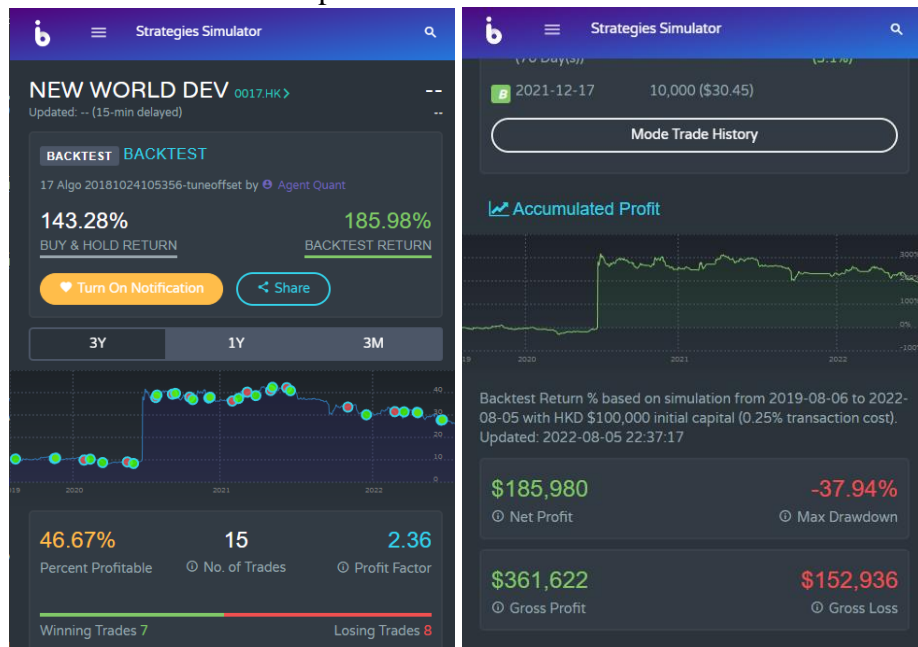 Strategies Simulator
NEW WORLD DEV 0017.HK >
--
Updated: -- (15-min delayed)
--
BACKTEST BACKTEST
17 Algo 20181024105356-tuneoffset by Agent Quant
143.28% 185.98%
BUY & HOLD RETURN BACKTEST RETURN
Turn On Notification Share
3Y 1Y 3M
40
30
20
10
0
2020 2021 2022
46.67% 15 2.36
Percent Profitable No. of Trades Profit Factor
Winning Trades 7 Losing Trades 8
Strategies Simulator
(70 Day(s)) (5.1%)
B 2021-12-17 10,000 ($30.45)
Mode Trade History
Accumulated Profit
300%
200%
100%
0%
-100%
19 2020 2021 2022
Backtest Return % based on simulation from 2019-08-06 to 2022-
08-05 with HKD $100,000 initial capital (0.25% transaction cost).
Updated: 2022-08-05 22:37:17
$185,980 -37.94%
Net Profit Max Drawdown
$361,622 $152,936
Gross Profit Gross Loss